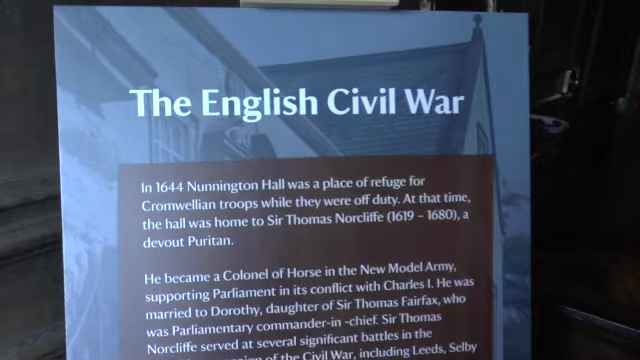 The English Civil War
In 1644 Nunnington Hall was a place of refuge for
Cromwellian troops while they were off duty. At that time,
the hall was home to Sir Thomas Norcliffe (1619 – 1680), a
devout Puritan.
He became a Colonel of Horse in the New Model Army,
supporting Parliament in its conflict with Charles I. He was
married to Dorothy, daughter of Sir Thomas Fairfax, who
was Parliamentary commander-in -chief. Sir Thomas
Norcliffe served at several significant battles in the
of the Civil War, including Leeds, Selby